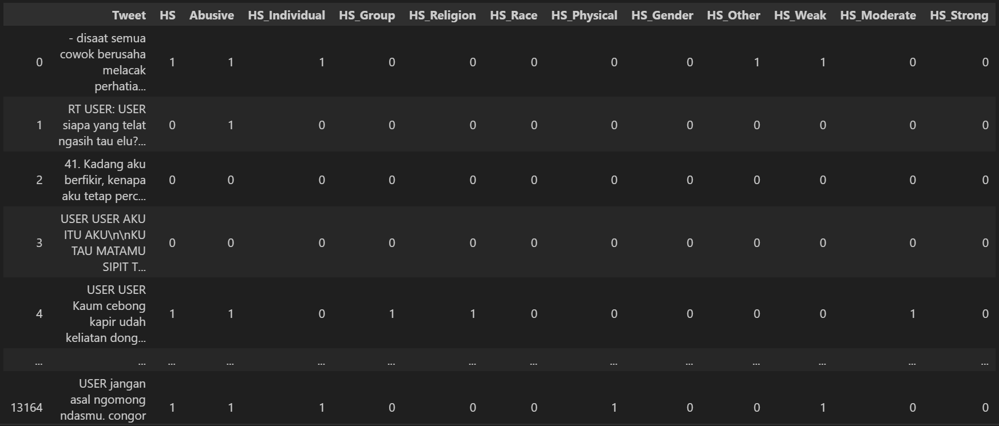 Tweet HS Abusive HS_Individual HS_Group HS_Religion HS_Race HS_Physical HS_Gender HS_Other HS_Weak HS_Moderate HS_Strong
- disaat semua
cowok berusaha
0 melacak 1 1 1 0 0 0 0 0 1 1 0 0
perhatia...
RT USER: USER
1 siapa yang telat 0 1 0 0 0 0 0 0 0 0 0 0
ngasih tau elu?...
41. Kadang aku
2 berfikir, kenapa 0 0 0 0 0 0 0 0 0 0 0 0
aku tetap perc...
USER USER AKU
ITU AKU\n\nKU
3 TAU MATAMU 0 0 0 0 0 0 0 0 0 0 0 0
SIPIT T...
USER USER
Kaum cebong
4 kapir udah 1 1 0 1 1 0 0 0 0 0 1 0
keliatan dong...
... ... ... ... ... ... ... ... ... ... ... ... ... ...
USER jangan
asal ngomong
13164 ndasmu. congor 1 1 1 0 0 0 1 0 0 1 0 0